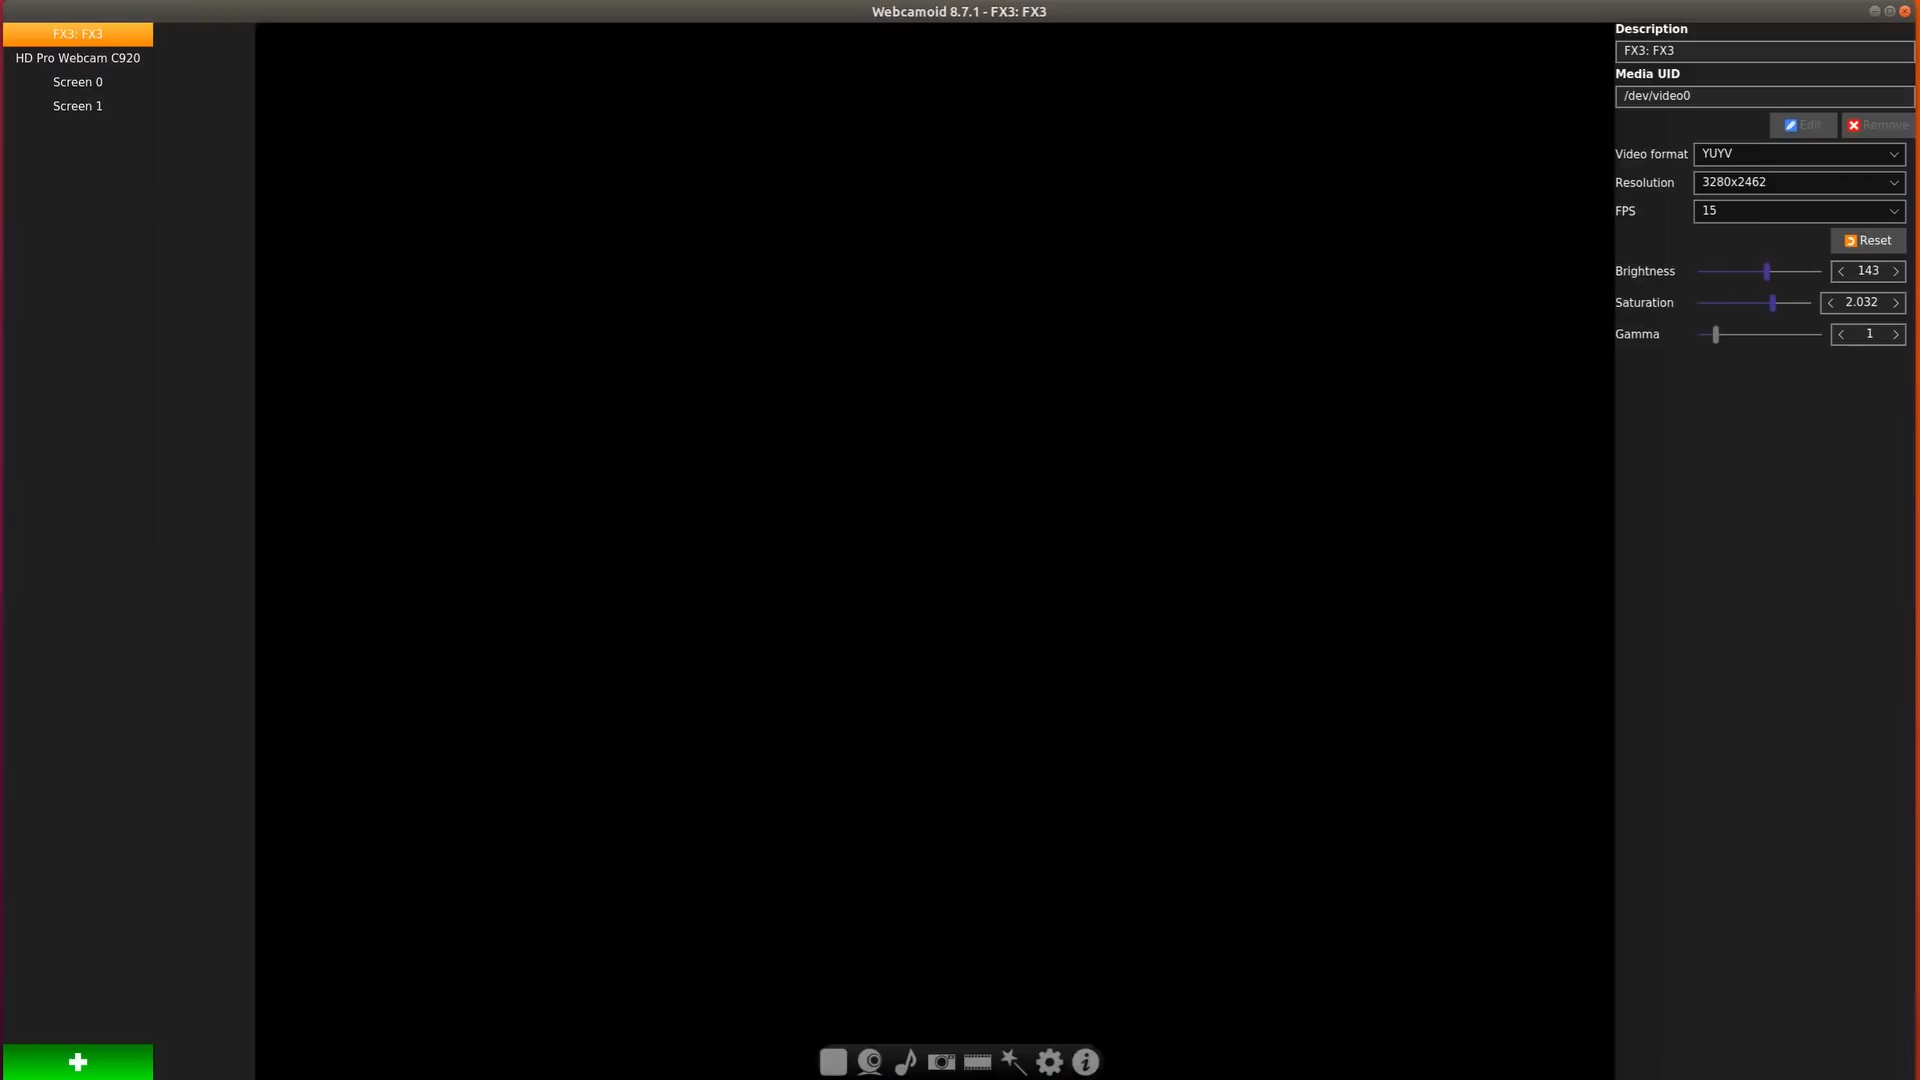 Webcamoid 8.7.1 - FX3: FX3
FX3: FX3
HD Pro Webcam C920
Screen 0
Screen 1
Description
FX3: FX3
Media UID
/dev/video0
Edit Remove
Video format YUYV
Resolution 3280x2462
FPS 15
Reset
Brightness 143
Saturation 2.032
Gamma 1